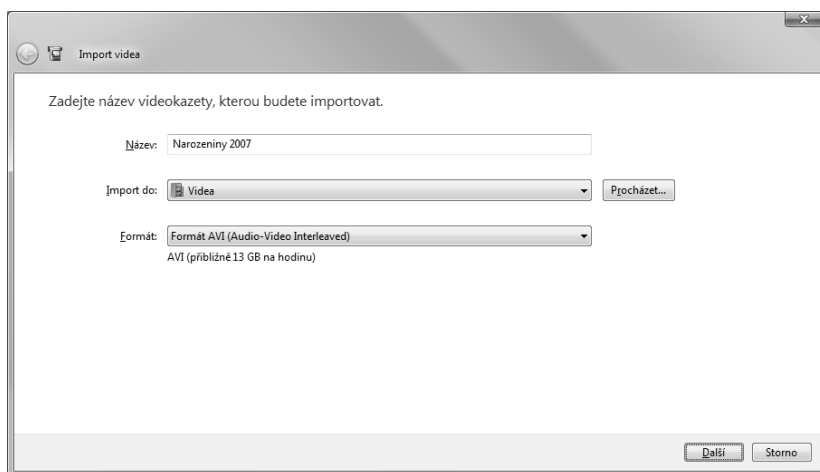 Import videa
Zadejte název videokazety, kterou budete importovat.
Název: Narozeniny 2007
Import do: Videa Procházet...
Formát: Formát AVI (Audio-Video Interleaved)
AVI (přibližně 13 GB na hodinu)
Další Storno